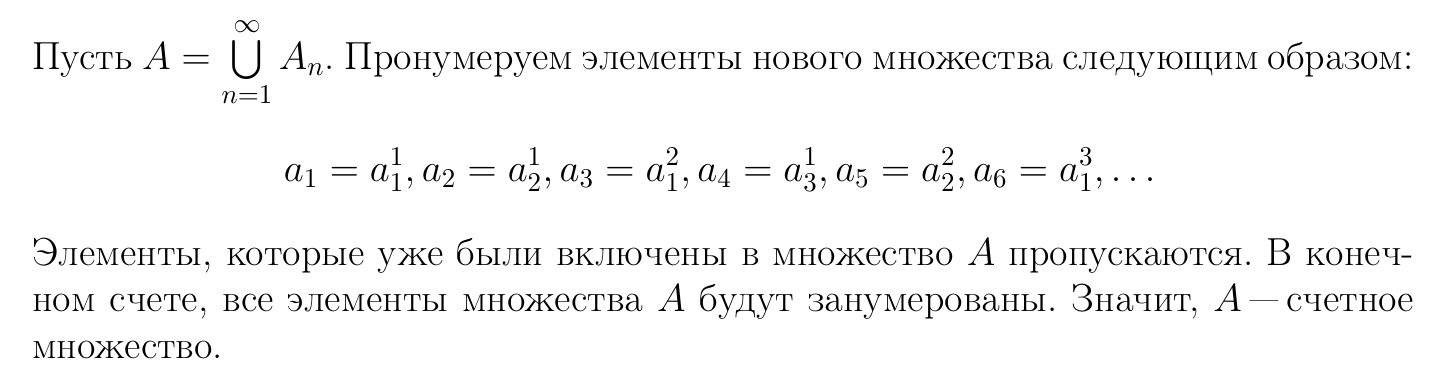 Пусть $A = \bigcup\limits_{n=1}^{\infty} A_n$. Пронумеруем элементы нового множества следующим образом:
$a_1 = a_1^1, a_2 = a_2^1, a_3 = a_1^2, a_4 = a_3^1, a_5 = a_2^2, a_6 = a_1^3, \ldots$
Элементы, которые уже были включены в множество $A$ пропускаются. В конеч-
ном счете, все элементы множества $A$ будут занумерованы. Значит, $A$ — счетное
множество.